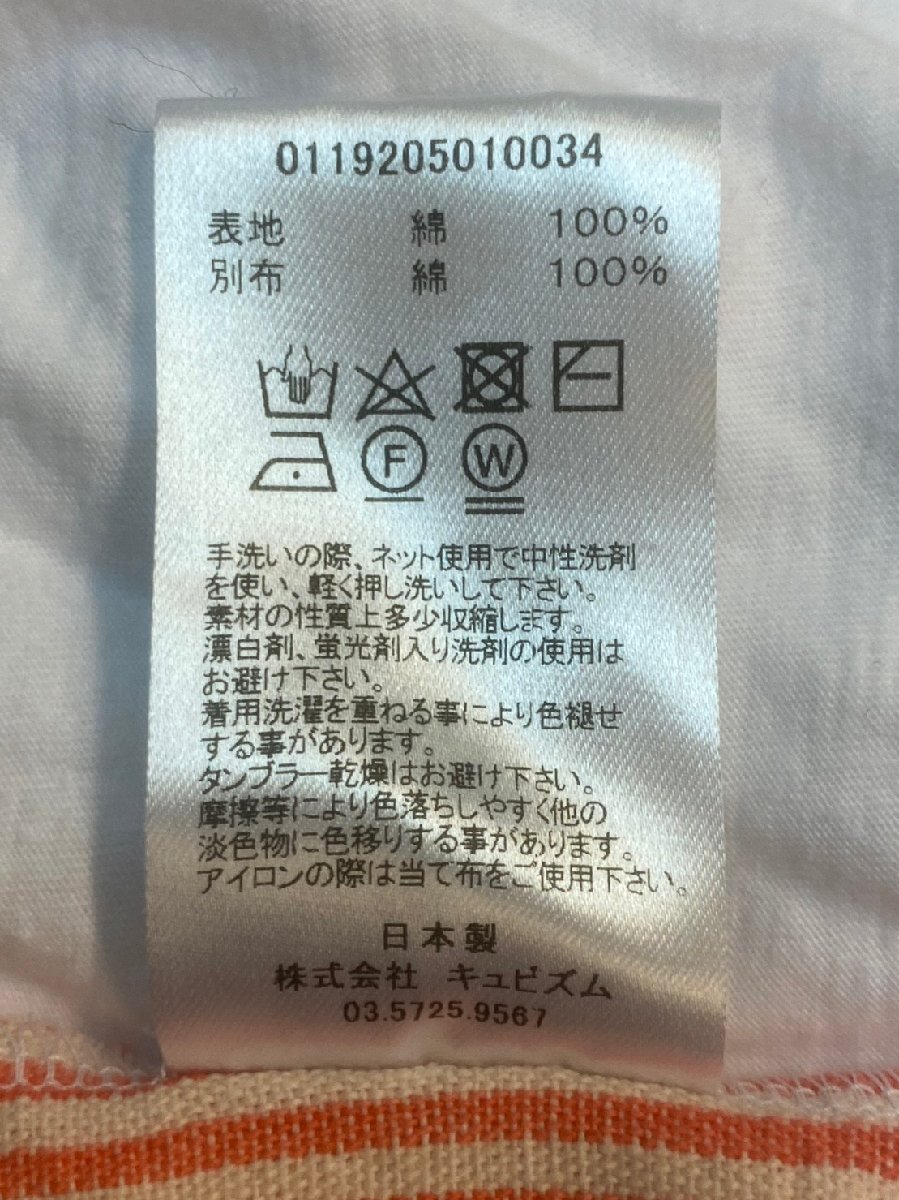 0119205010034
表地 綿 100%
別布 綿 100%
F W
手洗いの際、ネット使用で中性洗剤
を使い、軽く押し洗いして下さい。
素材の性質上多少収縮します。
漂白剤、蛍光剤入り洗剤の使用は
お避け下さい。
着用洗濯を重ねる事により色褪せ
する事があります。
タンブラー乾燥はお避け下さい。
摩擦等により色落ちしやすく他の
淡色物に色移りする事があります。
アイロンの際は当て布をご使用下さい。
日本製
株式会社 キュビズム
03.5725.9567